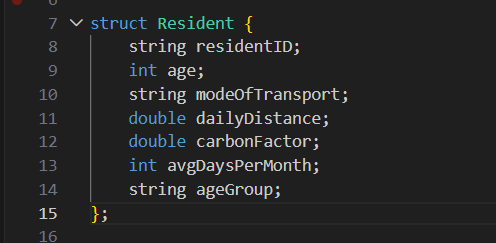 6
7 struct Resident {
8 string residentID;
9 int age;
10 string modeOfTransport;
11 double dailyDistance;
12 double carbonFactor;
13 int avgDaysPerMonth;
14 string ageGroup;
15 };
16